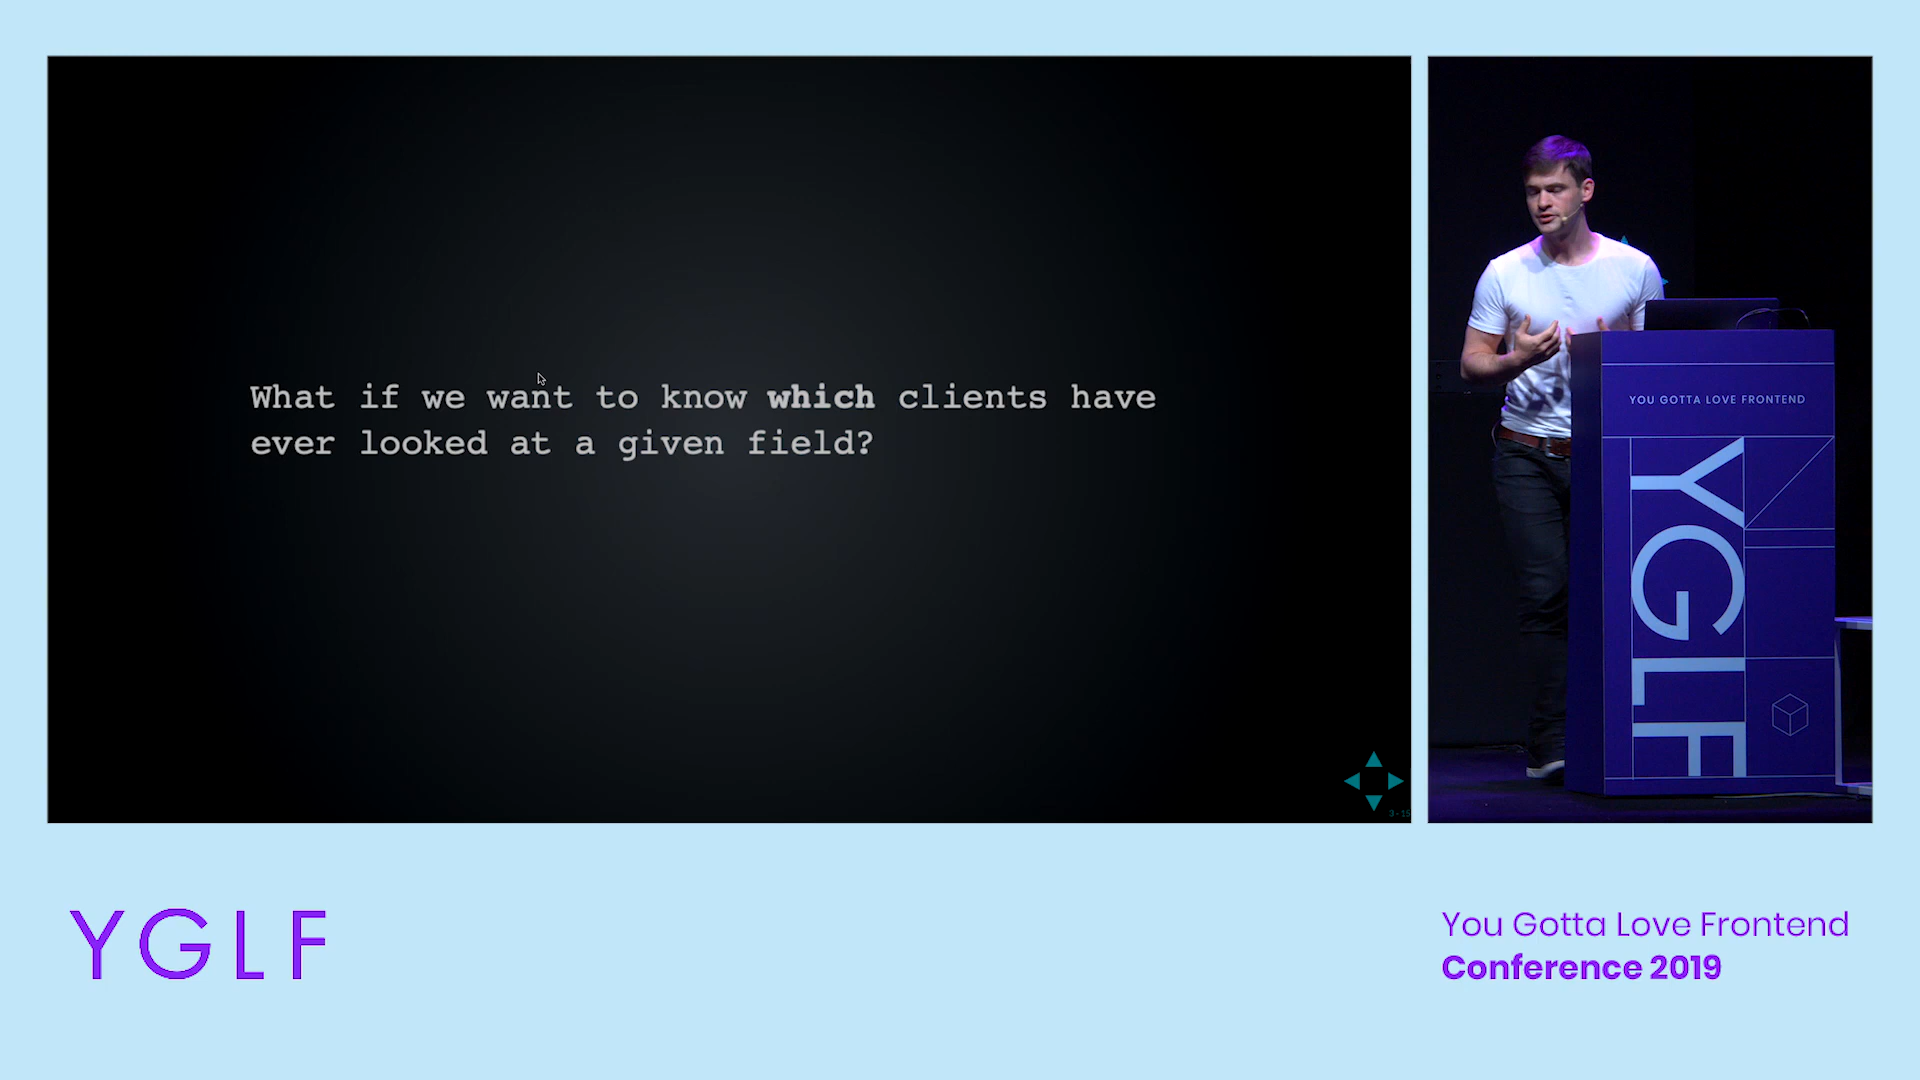 What if we want to know which clients have
ever looked at a given field?
YOU GOTTA LOVE FRONTEND
YGLF
YGLF
You Gotta Love Frontend
Conference 2019